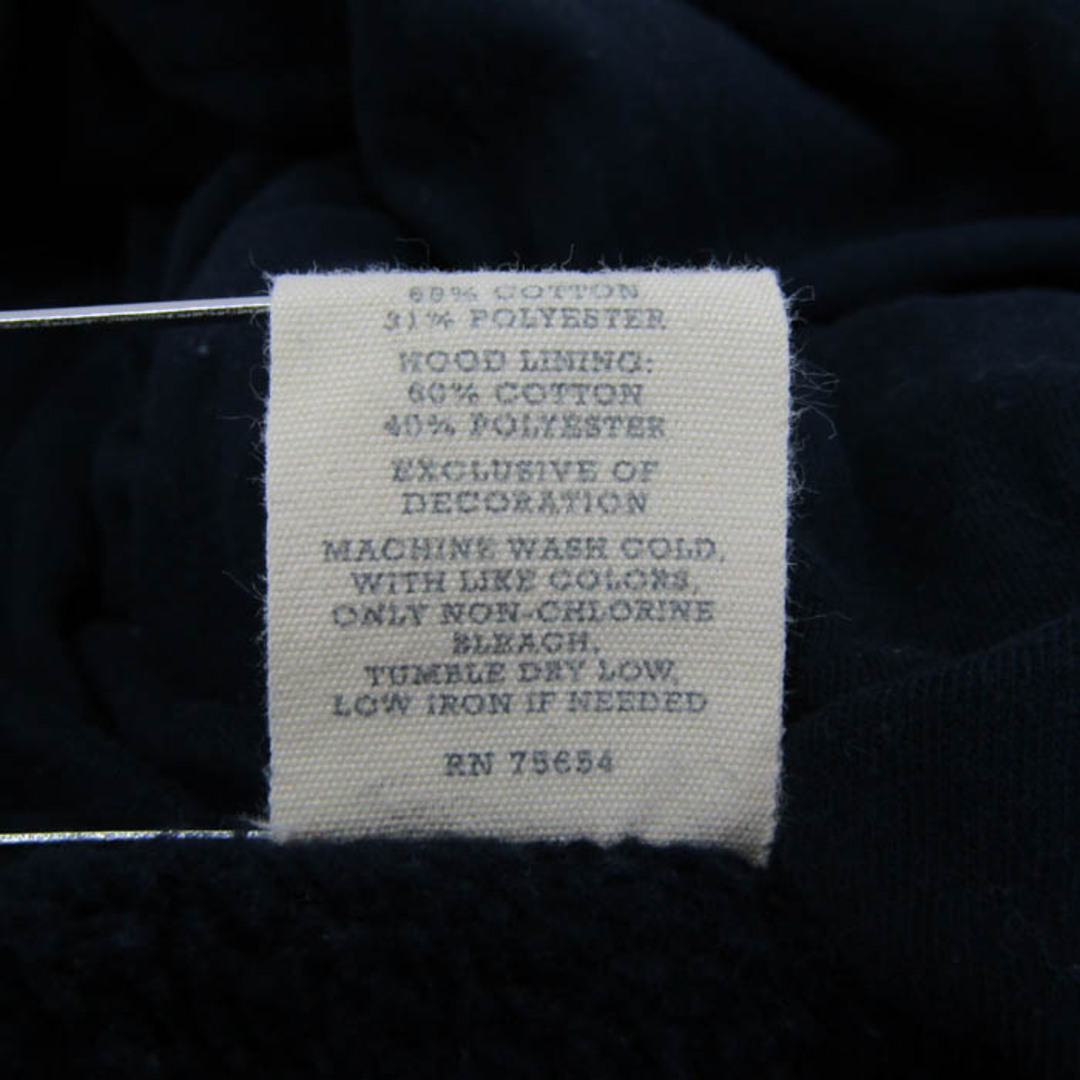 69% COTTON
31% POLYESTER
HOOD LINING:
60% COTTON
40% POLYESTER
EXCLUSIVE OF
DECORATION
MACHINE WASH COLD,
WITH LIKE COLORS,
ONLY NON-CHLORINE
BLEACH,
TUMBLE DRY LOW,
LOW IRON IF NEEDED
RN 75654